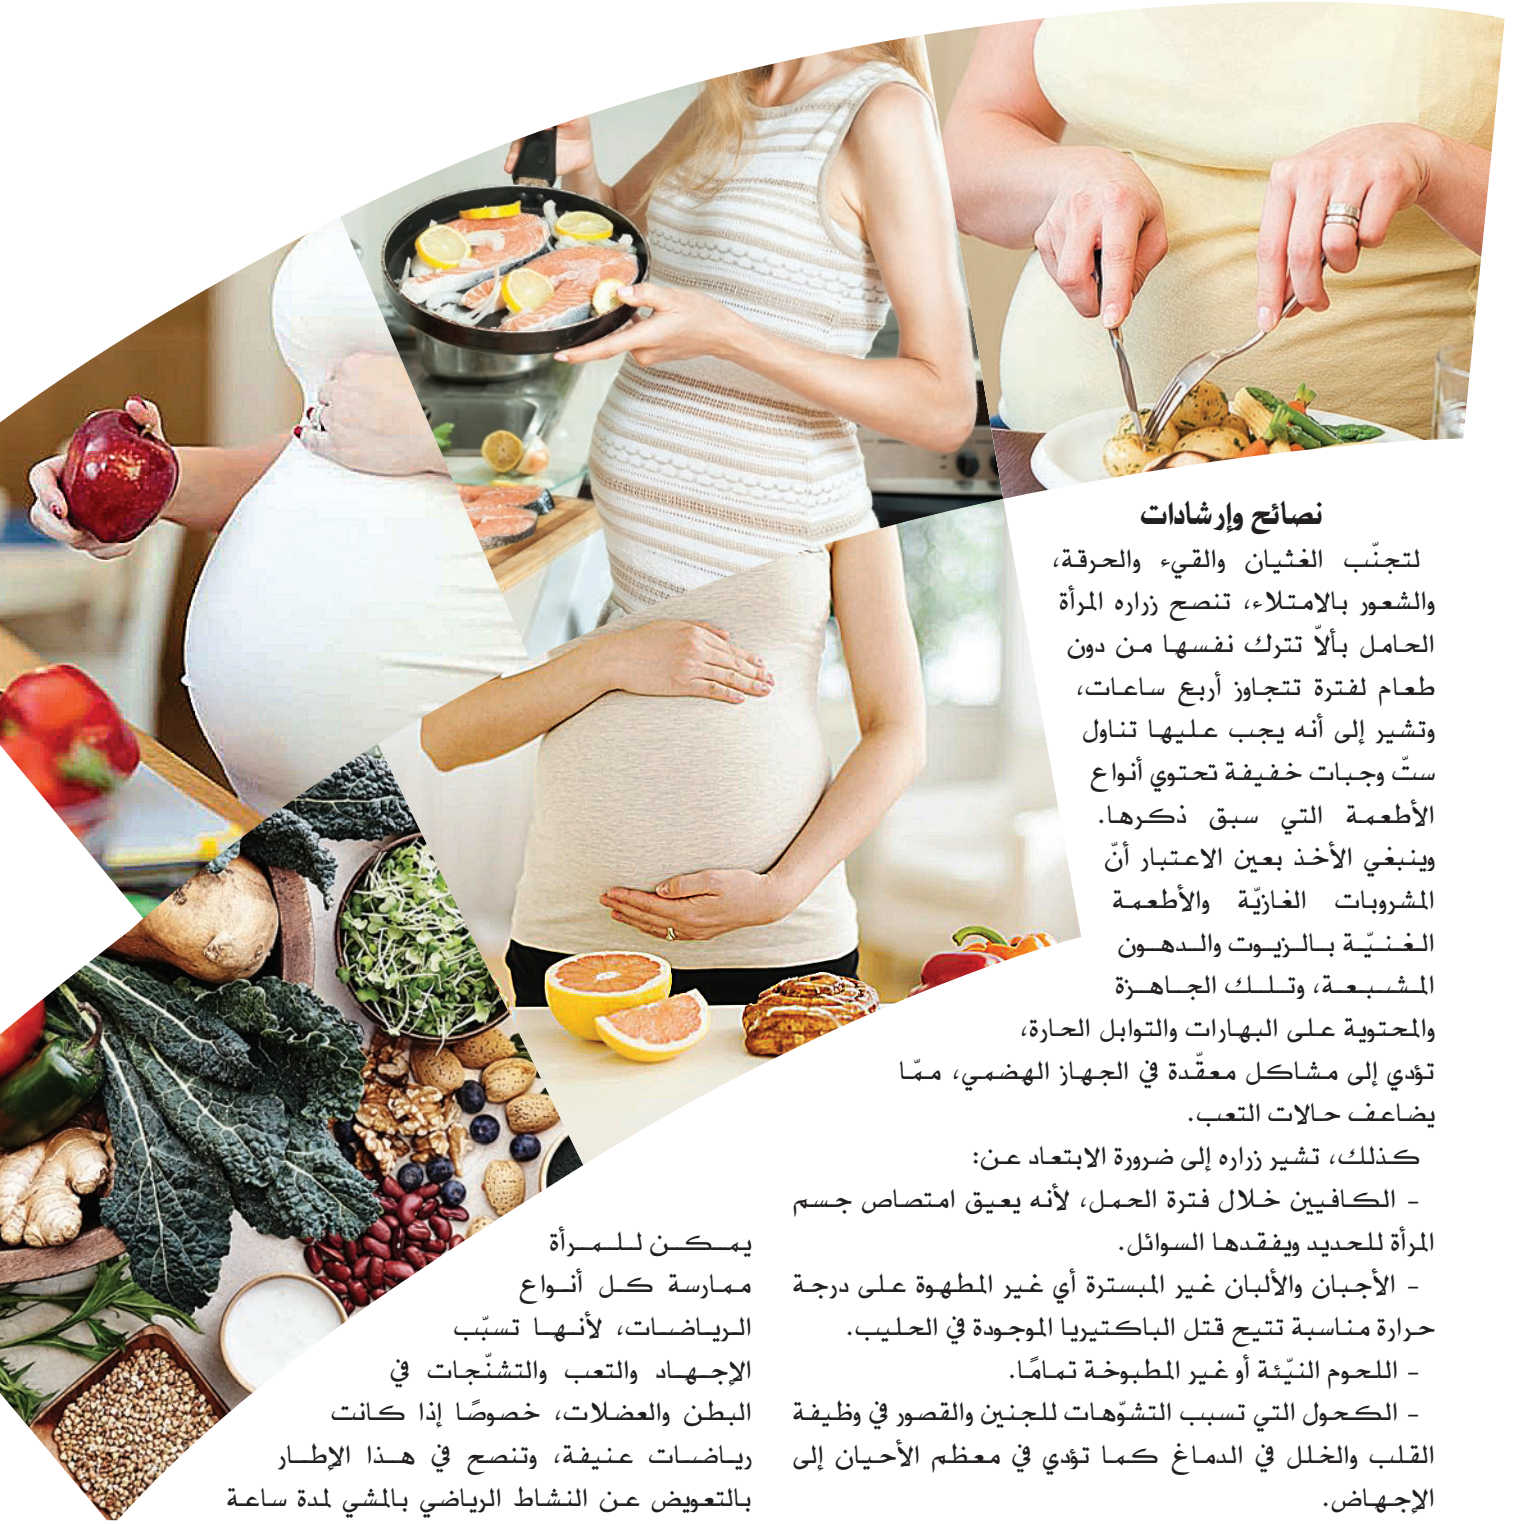 نصائح وإرشادات
لتجنّب الغثيان والقيء والحرقة،
والشعور بالامتلاء، تنصح زراره المرأة
الحامل بألاّ تترك نفسها من دون
طعام لفترة تتجاوز أربع ساعات،
وتشير إلى أنه يجب عليها تناول
ستّ وجبات خفيفة تحتوي أنواع
الأطعمة التي سبق ذكرها.
وينبغي الأخذ بعين الاعتبار أنّ
المشروبات الغازيّة والأطعمة
الغنيّة بالزيوت والدهون
المشبعة، وتلك الجاهزة
والمحتوية على البهارات والتوابل الحارة،
تؤدي إلى مشاكل معقّدة في الجهاز الهضمي، ممّا
يضاعف حالات التعب.
كذلك، تشير زراره إلى ضرورة الابتعاد عن:
- الكافيين خلال فترة الحمل، لأنه يعيق امتصاص جسم
المرأة للحديد ويفقدها السوائل.
- الأجبان والألبان غير المبسترة أي غير المطهوة على درجة
حرارة مناسبة تتيح قتل الباكتيريا الموجودة في الحليب.
- اللحوم النيّئة أو غير المطبوخة تمامًا.
- الكحول التي تسبب التشوّهات للجنين والقصور في وظيفة
القلب والخلل في الدماغ كما تؤدي في معظم الأحيان إلى
الإجهاض.
يمكن للمرأة
ممارسة كل أنواع
الرياضات، لأنها تسبّب
الإجهاد والتعب والتشنّجات في
البطن والعضلات، خصوصًا إذا كانت
رياضات عنيفة، وتنصح في هذا الإطار
بالتعويض عن النشاط الرياضي بالمشي لمدة ساعة